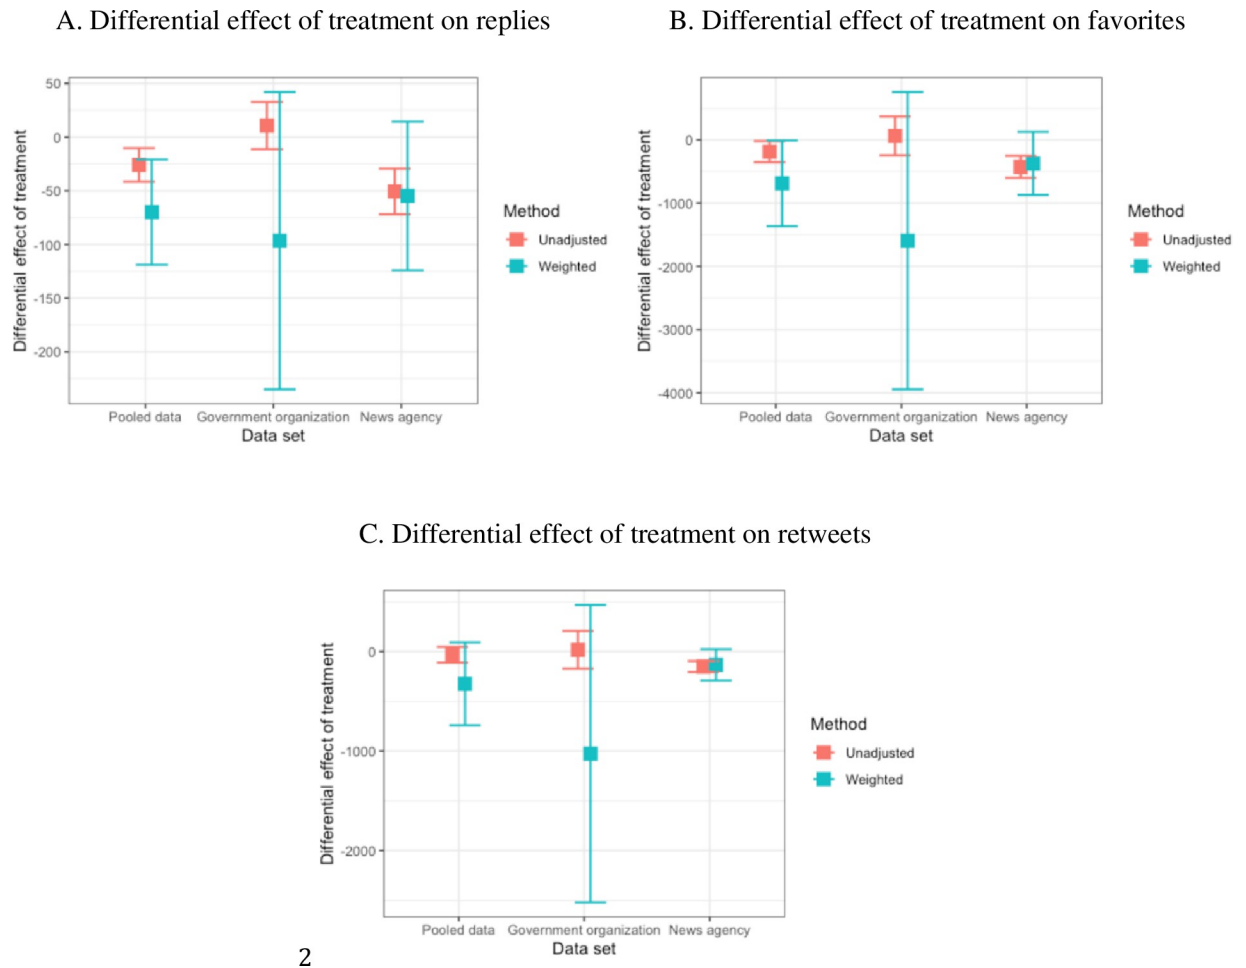 A. Differential effect of treatment on replies
Differential effect of treatment
50
0
-50
-100
-150
-200
Pooled data Government organization News agency
Data set
Method
Unadjusted
Weighted
B. Differential effect of treatment on favorites
Differential effect of treatment
0
-1000
-2000
-3000
-4000
Pooled data Government organization News agency
Data set
Method
Unadjusted
Weighted
C. Differential effect of treatment on retweets
Differential effect of treatment
0
-1000
-2000
Pooled data Government organization News agency
Data set
Method
Unadjusted
Weighted
2